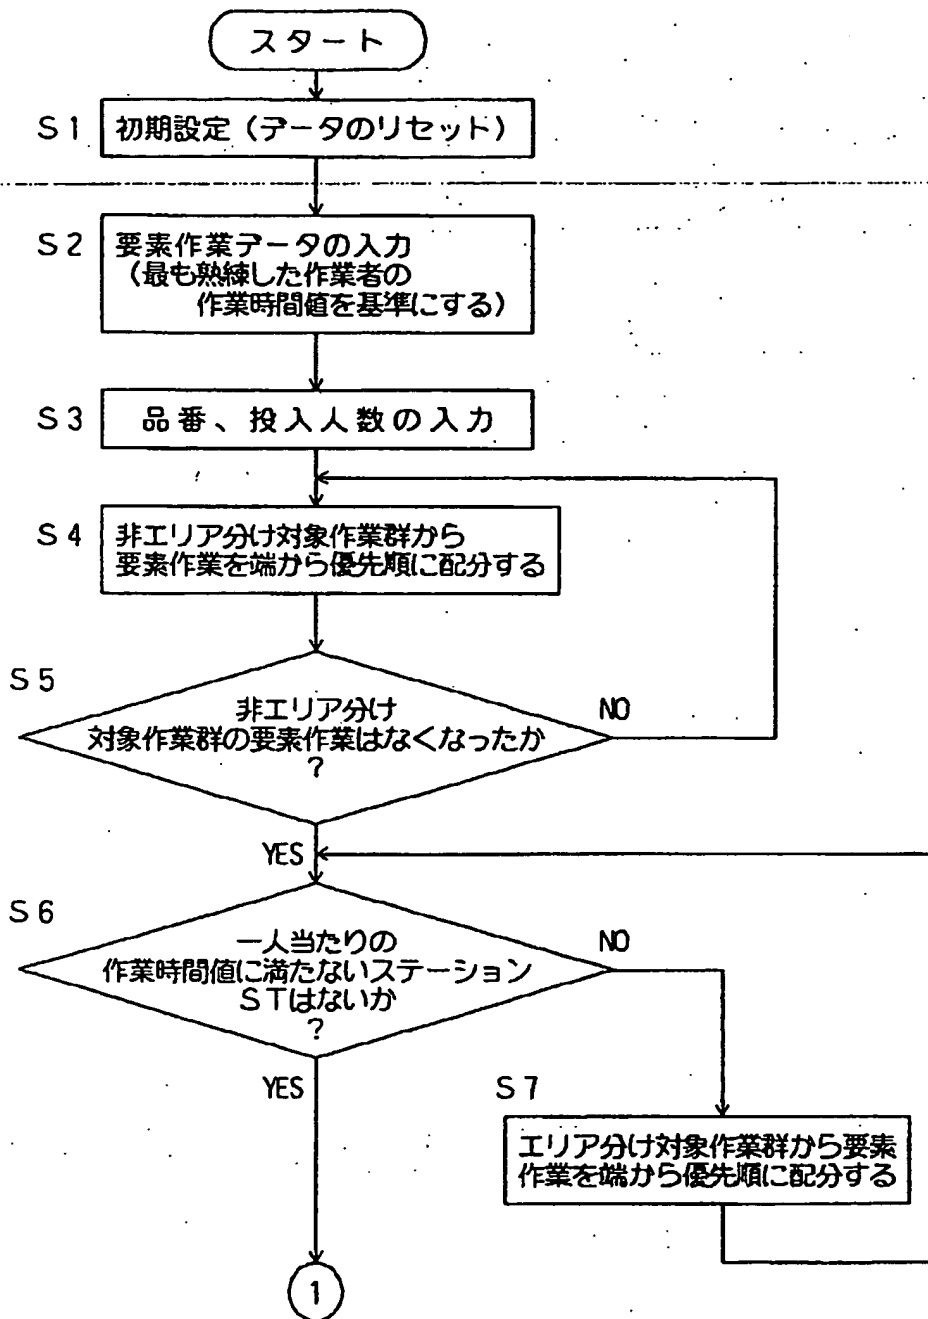 スタート
S1
初期設定(データのリセット)
S2
要素作業データの入力
(最も熟練した作業者の
作業時間値を基準にする)
S3
品番、投入人数の入力
S4
非エリア分け対象作業群から
要素作業を端から優先順に配分する
S5
非エリア分け
対象作業群の要素作業はなくなったか
?
NO
YES
S6
一人当たりの
作業時間値に満たないステーション
STはないか
?
NO
YES
S7
エリア分け対象作業群から要素
作業を端から優先順に配分する
1